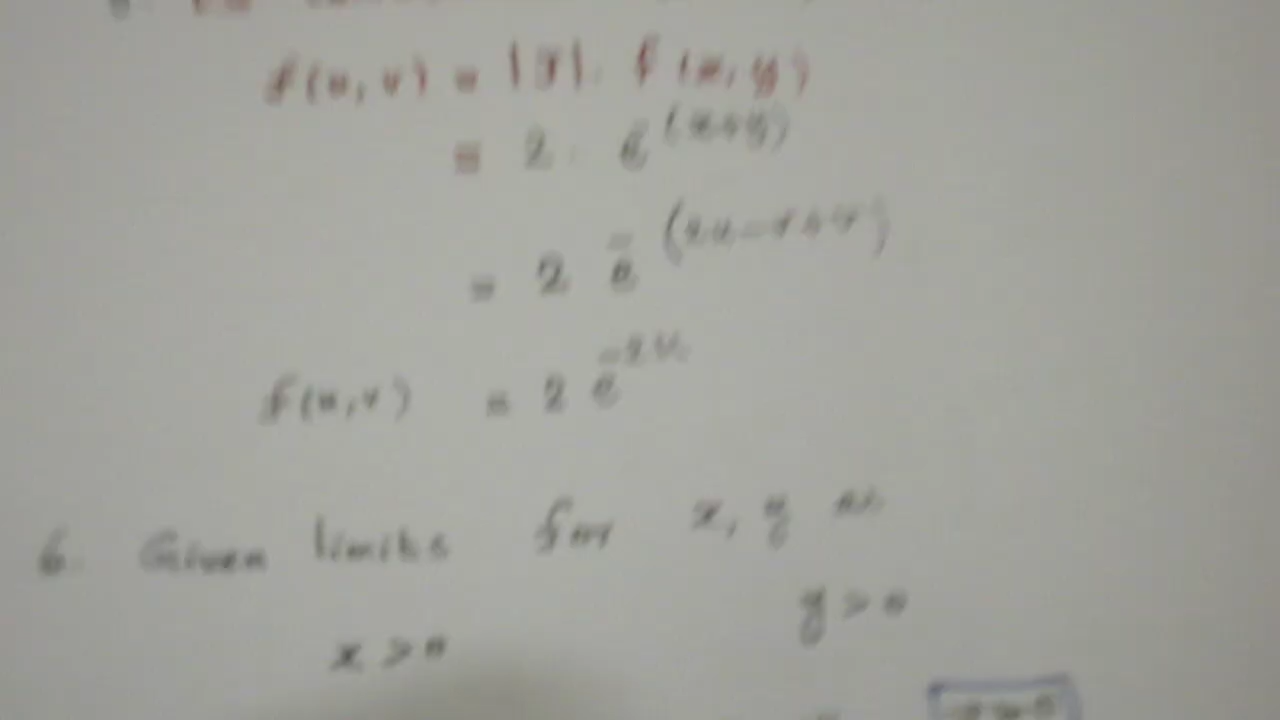 f(u,v) = |J|. f(x,y)
= 2. e^(x+y)
= 2 e^-(2u-v+v)
f(u,v) = 2 e^-2u
6. Given limits for x, y as
x > 0 y > 0